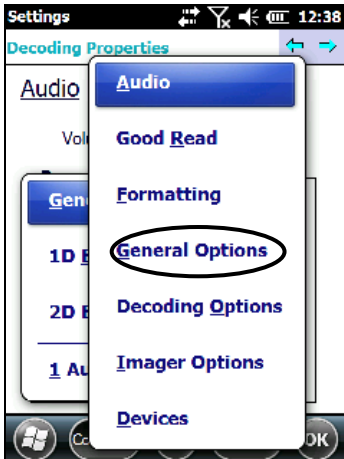 Settings 12:38
Decoding Properties
Audio
Audio
Good Read
Formatting
General Options
Decoding Options
Imager Options
Devices
OK